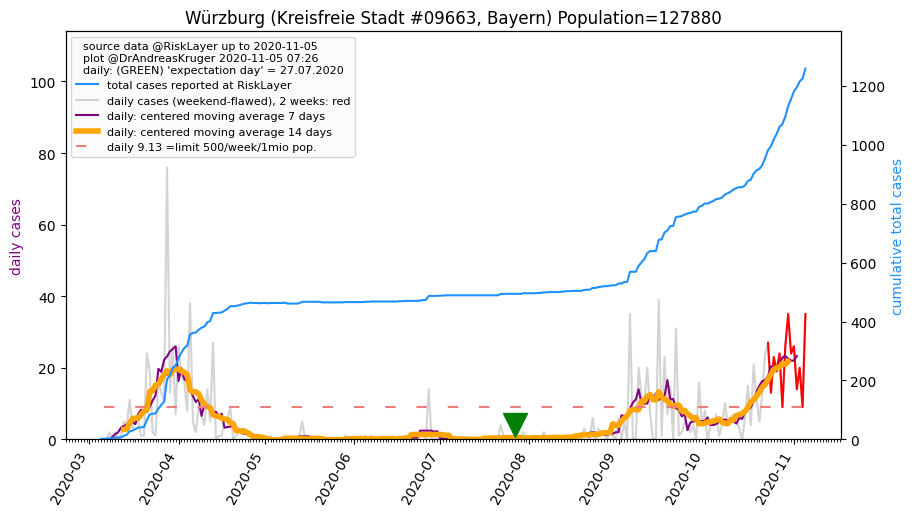 Würzburg (Kreisfreie Stadt #09663, Bayern) Population=127880
source data @RiskLayer up to 2020-11-05
plot @DrAndreasKruger 2020-11-05 07:26
daily: (GREEN) 'expectation day' = 27.07.2020
total cases reported at RiskLayer
daily cases (weekend-flawed), 2 weeks: red
daily: centered moving average 7 days
daily: centered moving average 14 days
daily 9.13 =limit 500/week/1mio pop.
daily cases
100
80
60
40
20
0
cumulative total cases
1200
1000
800
600
400
200
0
2020-03
2020-04
2020-05
2020-06
2020-07
2020-08
2020-09
2020-10
2020-11